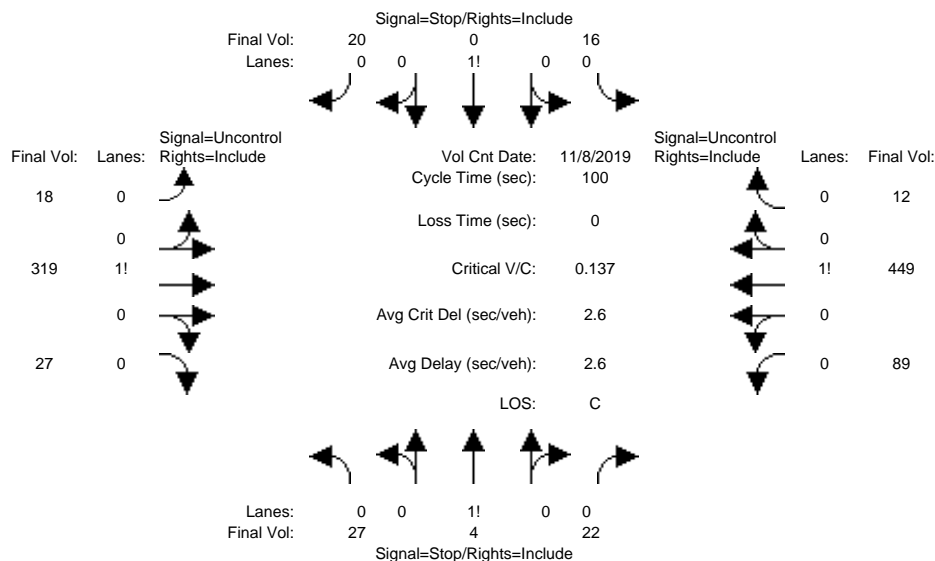 Signal=Stop/Rights=Include
Final Vol: 20 0 16
Lanes: 0 0 1! 0 0
Signal=Uncontrol Signal=Uncontrol
Final Vol: Lanes: Rights=Include Vol Cnt Date: 11/8/2019 Rights=Include Lanes: Final Vol:
Cycle Time (sec): 100
18 0 0 12
Loss Time (sec): 0
0 0
319 1! Critical V/C: 0.137 1! 449
0 Avg Crit Del (sec/veh): 2.6 0
27 0 Avg Delay (sec/veh): 2.6 0 89
LOS: C
Lanes: 0 0 1! 0 0
Final Vol: 27 4 22
Signal=Stop/Rights=Include